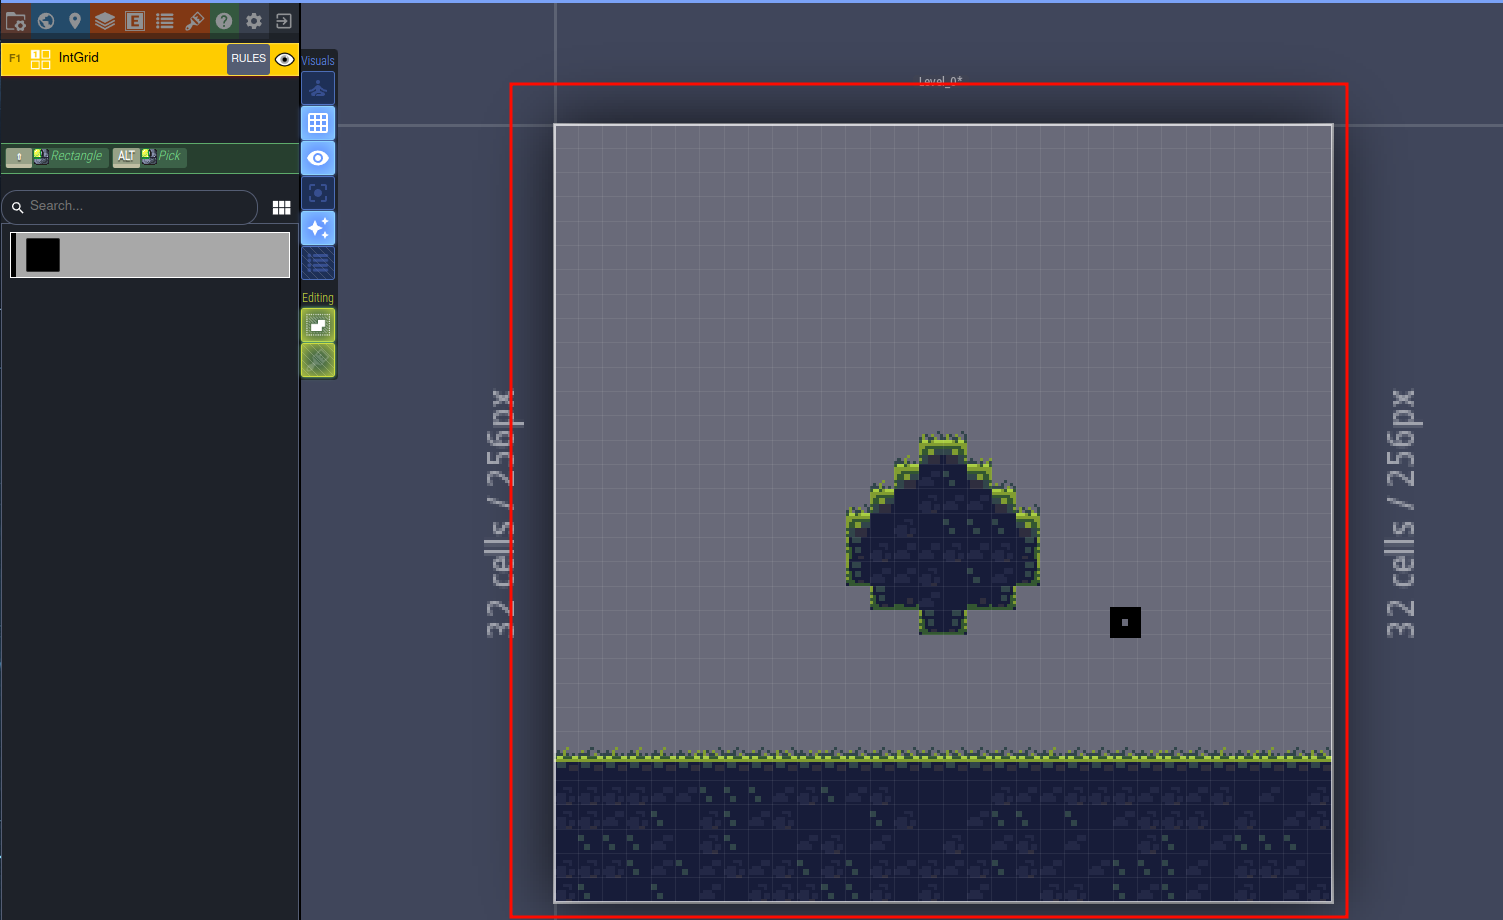 F1 IntGrid RULES
Visuals
⇧ Rectangle ALT Pick
Search...
Editing
Level_0*
32 cells / 256px
32 cells / 256px